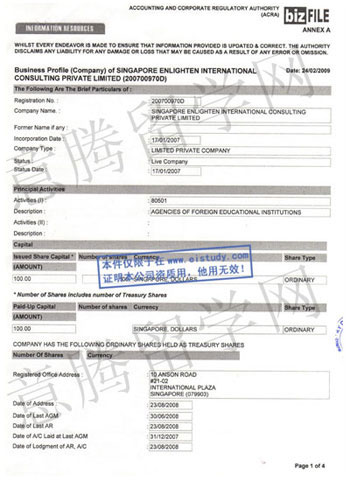 ACCOUNTING AND CORPORATE REGULATORY AUTHORITY
(ACRA)
bizFILE
INFORMATION RESOURCES
ANNEX A
WHILST EVERY ENDEAVOR IS MADE TO ENSURE THAT INFORMATION PROVIDED IS UPDATED & CORRECT. THE AUTHORITY
DISCLAIMS ANY LIABILITY FOR ANY DAMAGE OR LOSS THAT MAY BE CAUSED AS A RESULT OF ANY ERROR OR OMISSION.
Business Profile (Company) of SINGAPORE ENLIGHTEN INTERNATIONAL
CONSULTING PRIVATE LIMITED (200700970D)
Date: 24/02/2009
The Following Are The Brief Particulars of :
Registration No. : 200700970D
Company Name. : SINGAPORE ENLIGHTEN INTERNATIONAL CONSULTING
PRIVATE LIMITED
Former Name if any :
Incorporation Date : 17/01/2007
Company Type : LIMITED PRIVATE COMPANY
Status : Live Company
Status Date : 17/01/2007
Principal Activities
Activities (I) : 80501
Description : AGENCIES OF FOREIGN EDUCATIONAL INSTITUTIONS
Activities (II) :
Description :
Capital
Issued Share Capital * Number of shares Currency Share Type
(AMOUNT)
100.00 SINGAPORE, DOLLARS ORDINARY
本件仅限于在 www.eistudy.com
证明本公司资质用，他用无效！
* Number of Shares includes number of Treasury Shares
Paid-Up Capital Number of shares Currency Share Type
(AMOUNT)
100.00 SINGAPORE, DOLLARS ORDINARY
COMPANY HAS THE FOLLOWING ORDINARY SHARES HELD AS TREASURY SHARES
Number Of Shares Currency
Registered Office Address : 10 ANSON ROAD
#21-02
INTERNATIONAL PLAZA
SINGAPORE (079903)
Date of Address : 23/08/2008
Date of Last AGM : 30/06/2008
Date of Last AR : 23/08/2008
Date of A/C Laid at Last AGM : 31/12/2007
Date of Lodgment of AR, A/C : 23/08/2008
Page 1 of 4
意腾留学网
意腾留学网